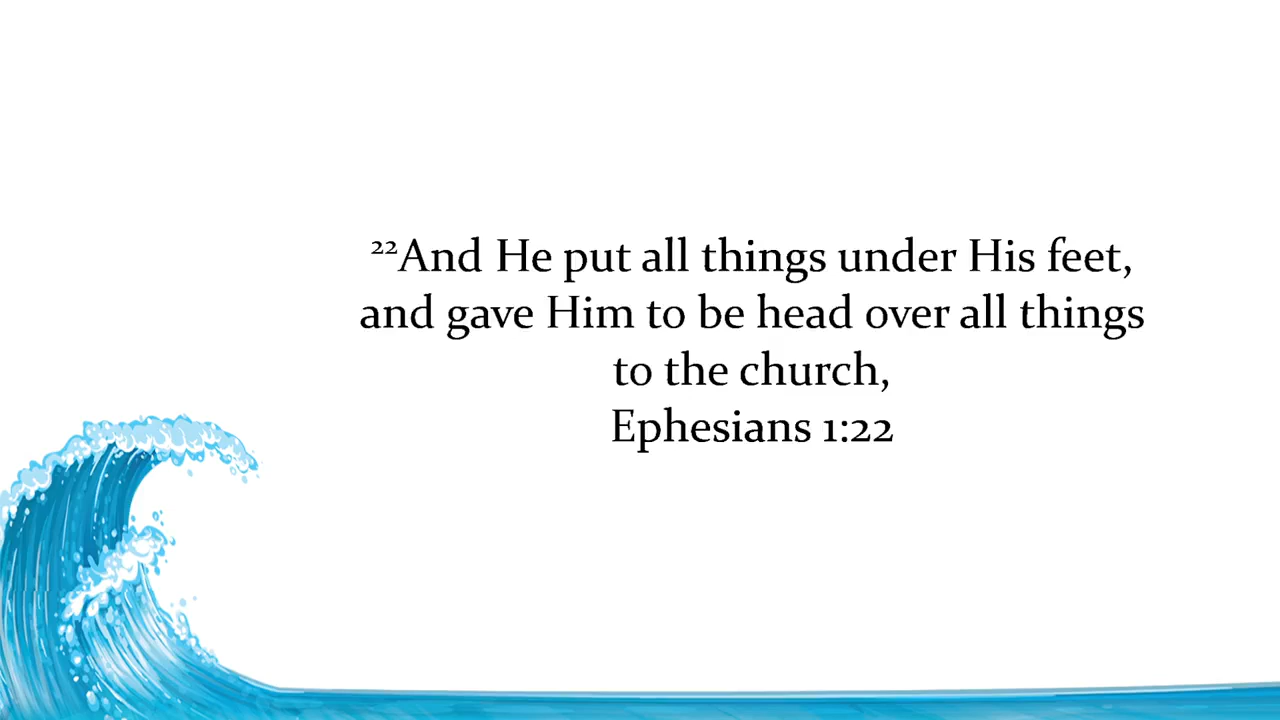 ²²And He put all things under His feet,
and gave Him to be head over all things
to the church,
Ephesians 1:22